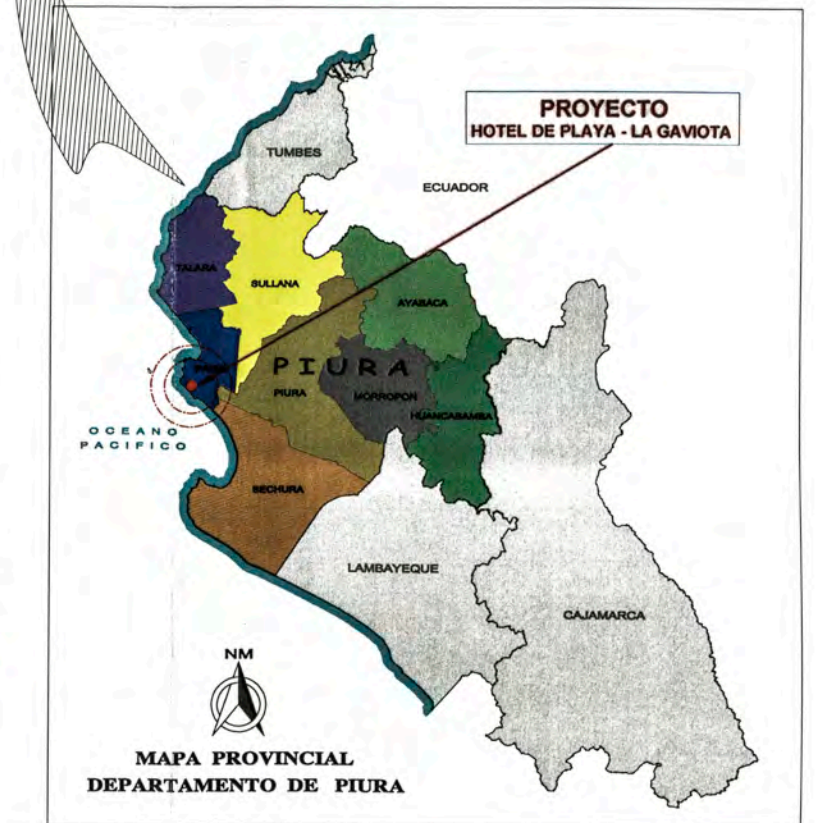 PROYECTO
HOTEL DE PLAYA - LA GAVIOTA
TUMBES
ECUADOR
TALARA
SULLANA
AYABACA
PAITA
PIURA
PIURA
MORROPON
HUANCABAMBA
OCEANO
PACIFICO
SECHURA
LAMBAYEQUE
CAJAMARCA
NM
MAPA PROVINCIAL
DEPARTAMENTO DE PIURA